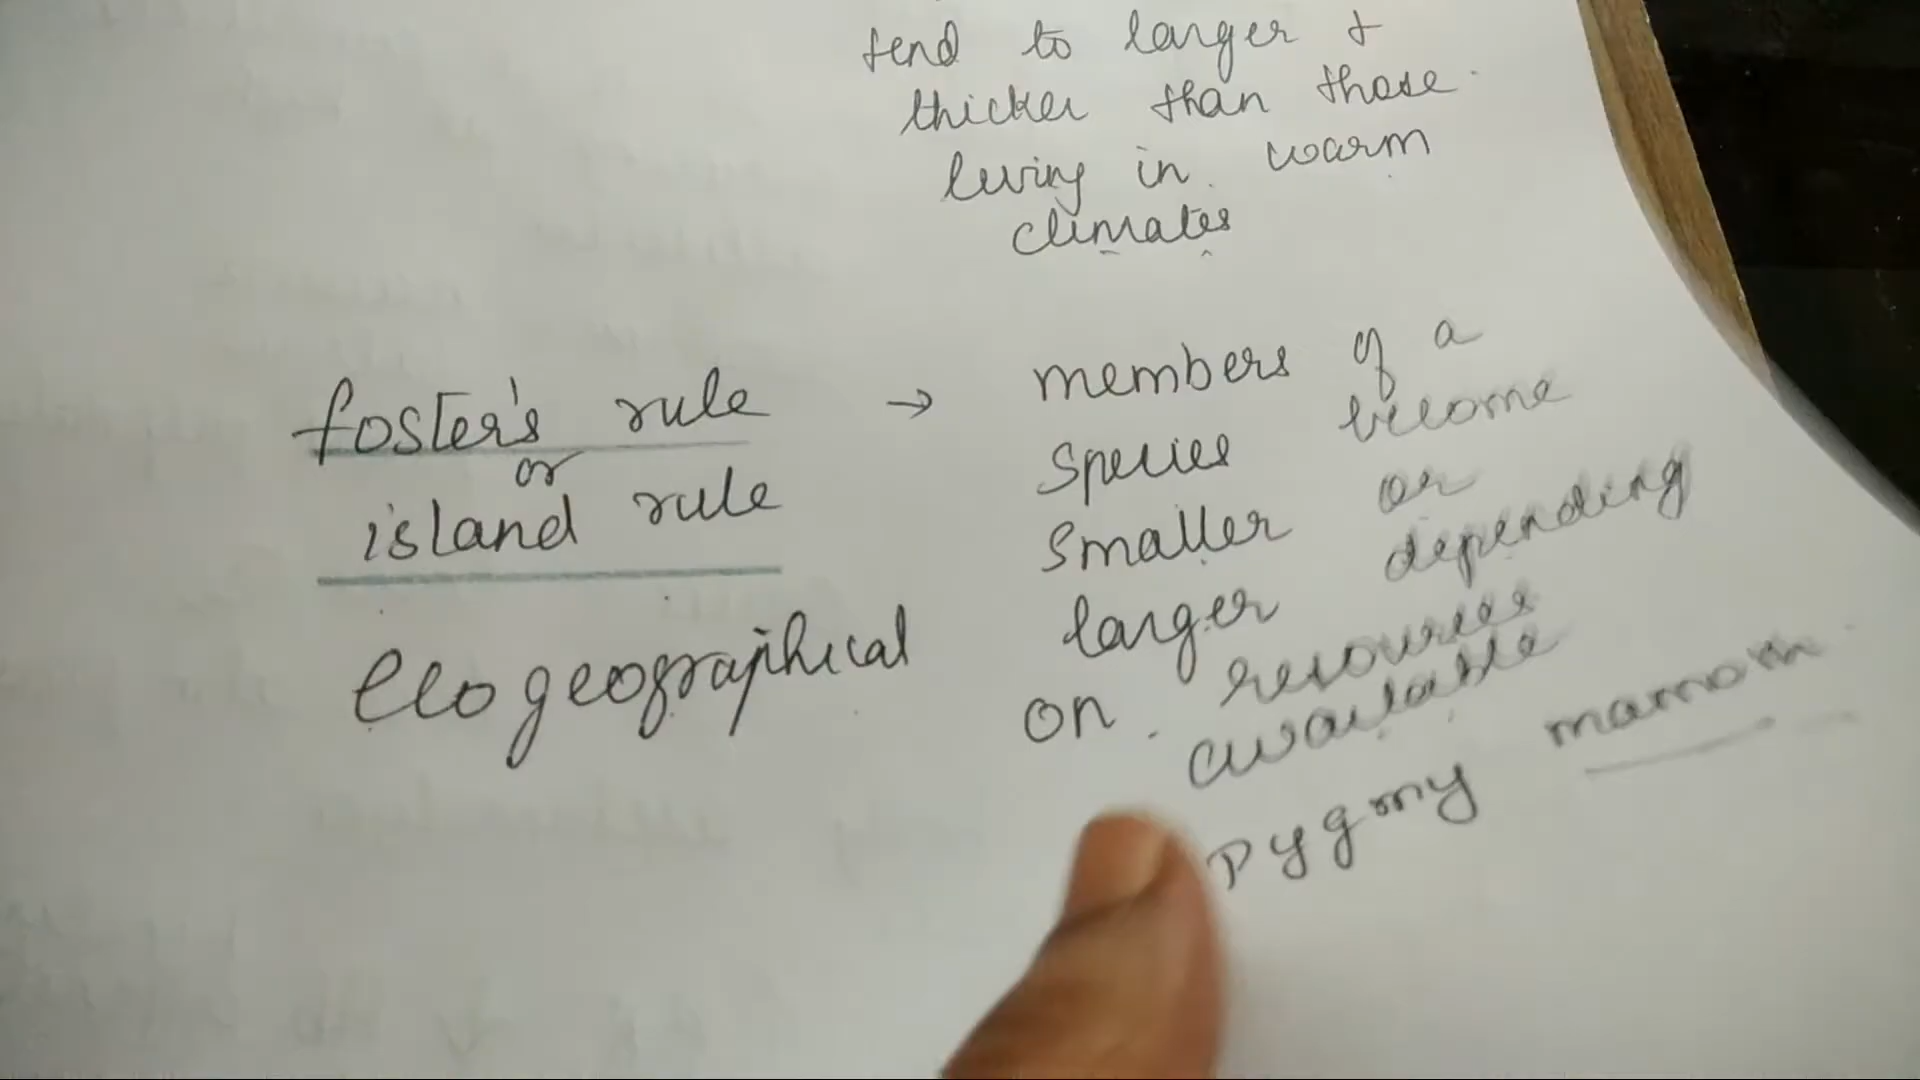 tend to larger &
thicker than those
living in warm
climates
foster's rule → members of a
or
island rule
species become
smaller or
larger depending
Ecogeographical
on resources
available
pygmy mamoth